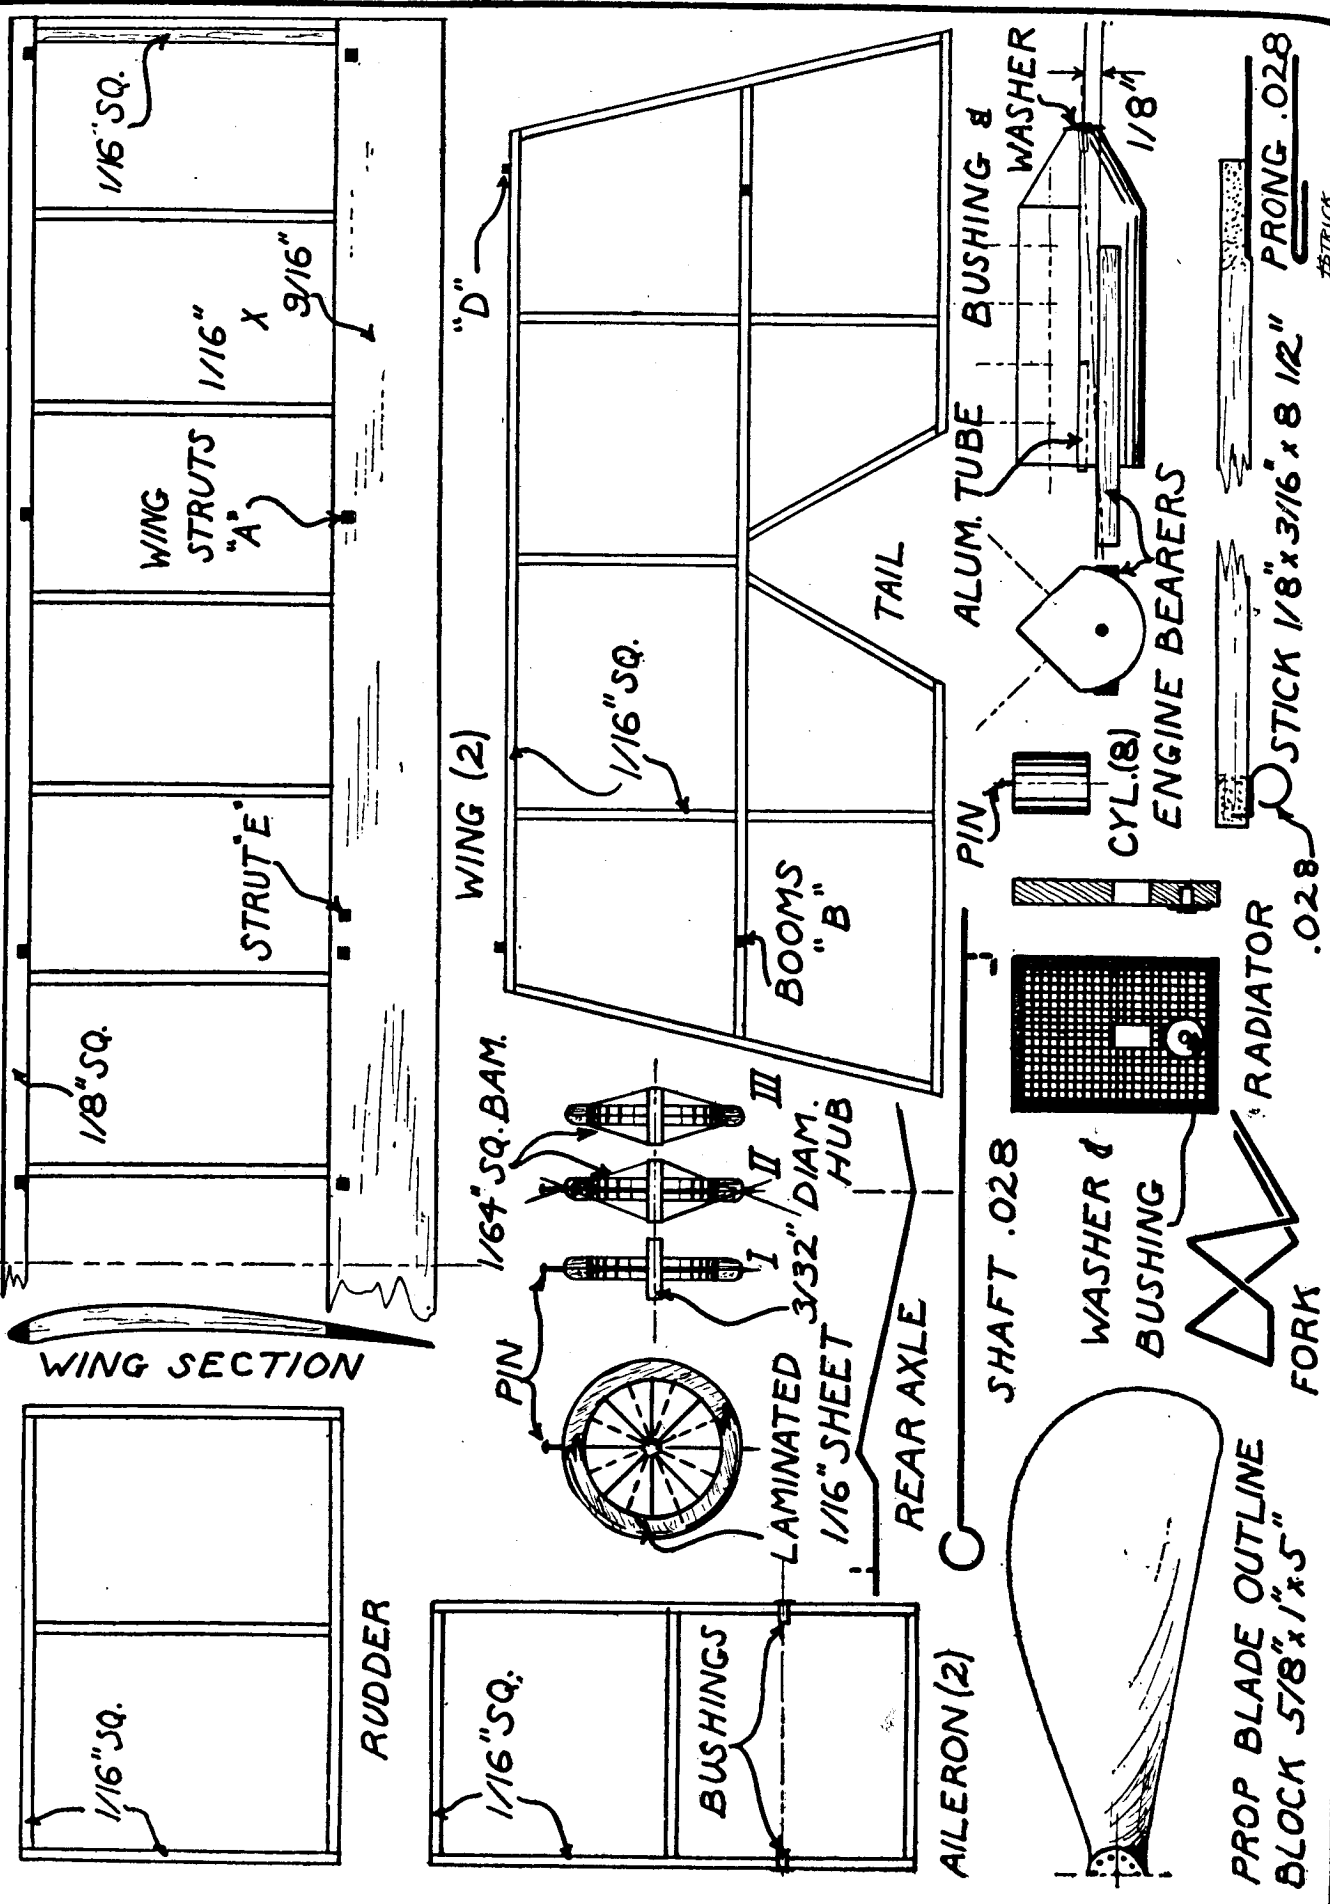 1/16" SQ.
1/16"
X
9/16"
WING
STRUTS
"A"
STRUT "E"
1/8" SQ.
WING (2)
WING SECTION
1/16" SQ.
RUDDER
"D"
1/16" SQ.
BOOMS
"B"
TAIL
1/64" SQ. BAM.
PIN
I
II
III
3/32" DIAM.
HUB
LAMINATED
1/16" SHEET
REAR AXLE
1/16" SQ.
BUSHINGS
AILERON (2)
BUSHING &
WASHER
1/8"
ALUM. TUBE
ENGINE BEARERS
PIN
CYL. (8)
RADIATOR
WASHER &
BUSHING
SHAFT .028
FORK
PRONG .028
STICK 1/8" x 3/16" x 8 1/2"
.028
PROP BLADE OUTLINE
BLOCK 5/8" x 1" x 5"